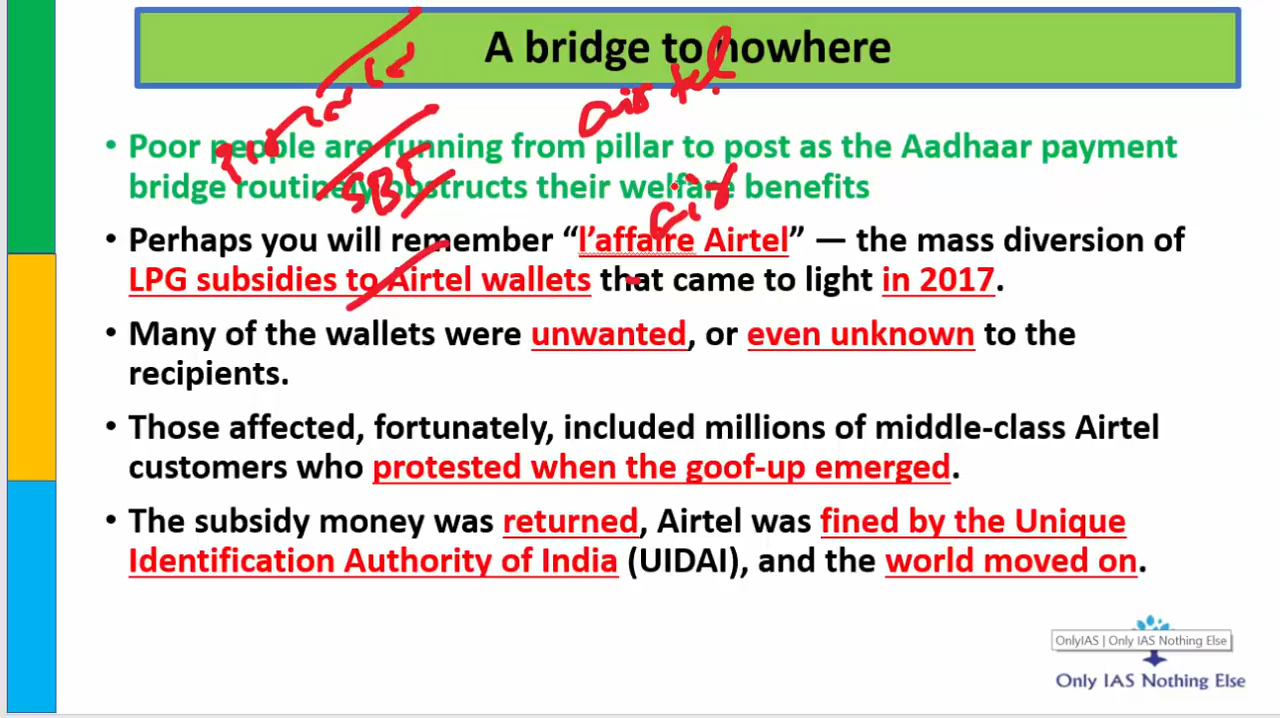 A bridge to nowhere
airtel
• Poor people are running from pillar to post as the Aadhaar payment
bridge routinely obstructs their welfare benefits
SBI
• Perhaps you will remember “l’affaire Airtel” — the mass diversion of
LPG subsidies to Airtel wallets that came to light in 2017.
• Many of the wallets were unwanted, or even unknown to the
recipients.
• Those affected, fortunately, included millions of middle-class Airtel
customers who protested when the goof-up emerged.
• The subsidy money was returned, Airtel was fined by the Unique
Identification Authority of India (UIDAI), and the world moved on.
OnlyIAS | Only IAS Nothing Else
Only IAS Nothing Else